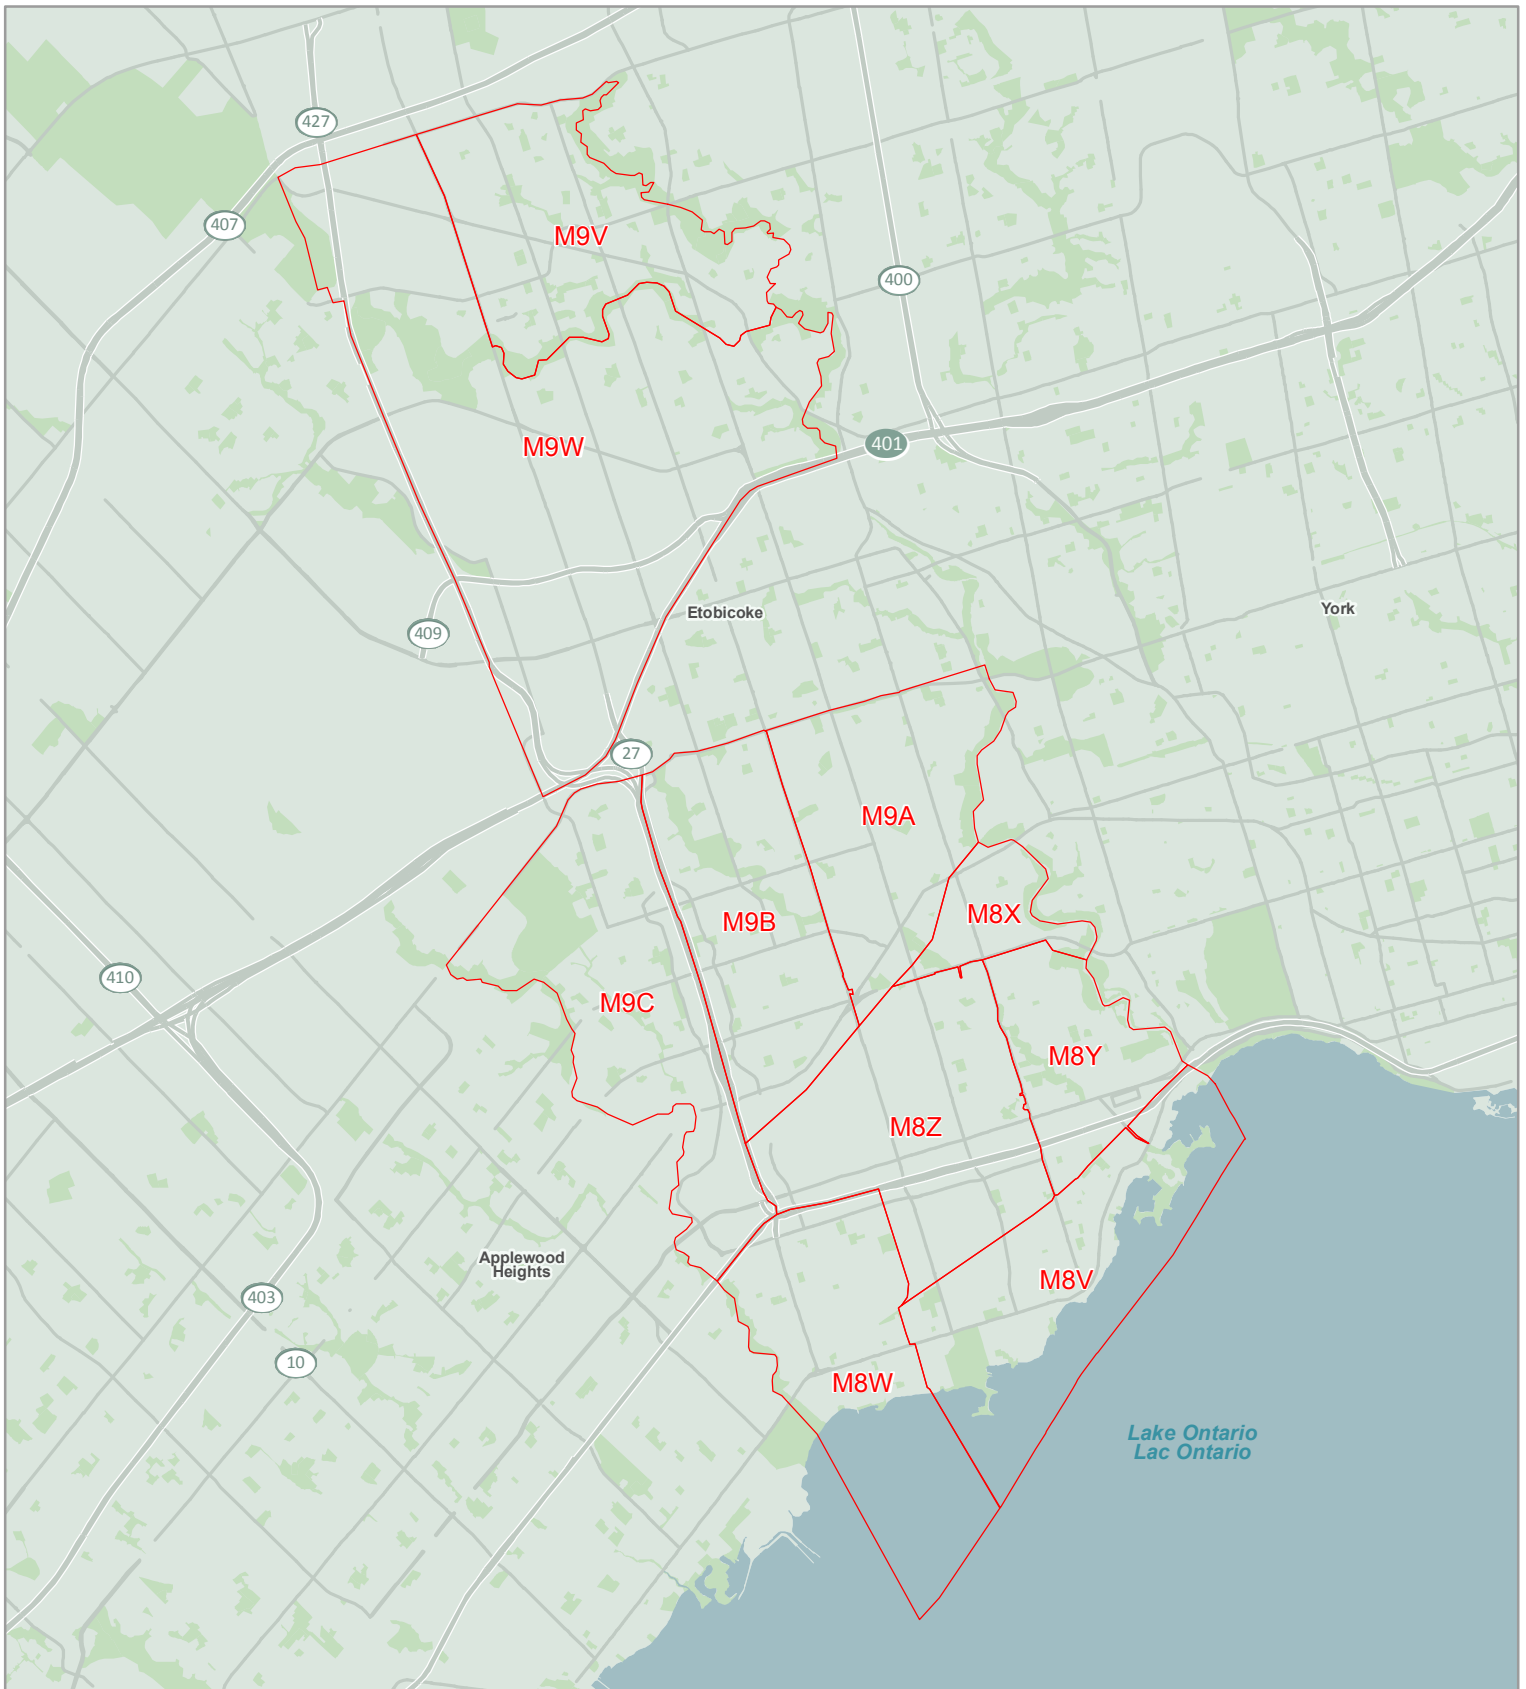 427
407
M9V
400
M9W
401
Etobicoke
York
409
27
M9A
M8X
M9B
410
M9C
M8Y
M8Z
Applewood
Heights
M8V
403
10
M8W
Lake Ontario
Lac Ontario